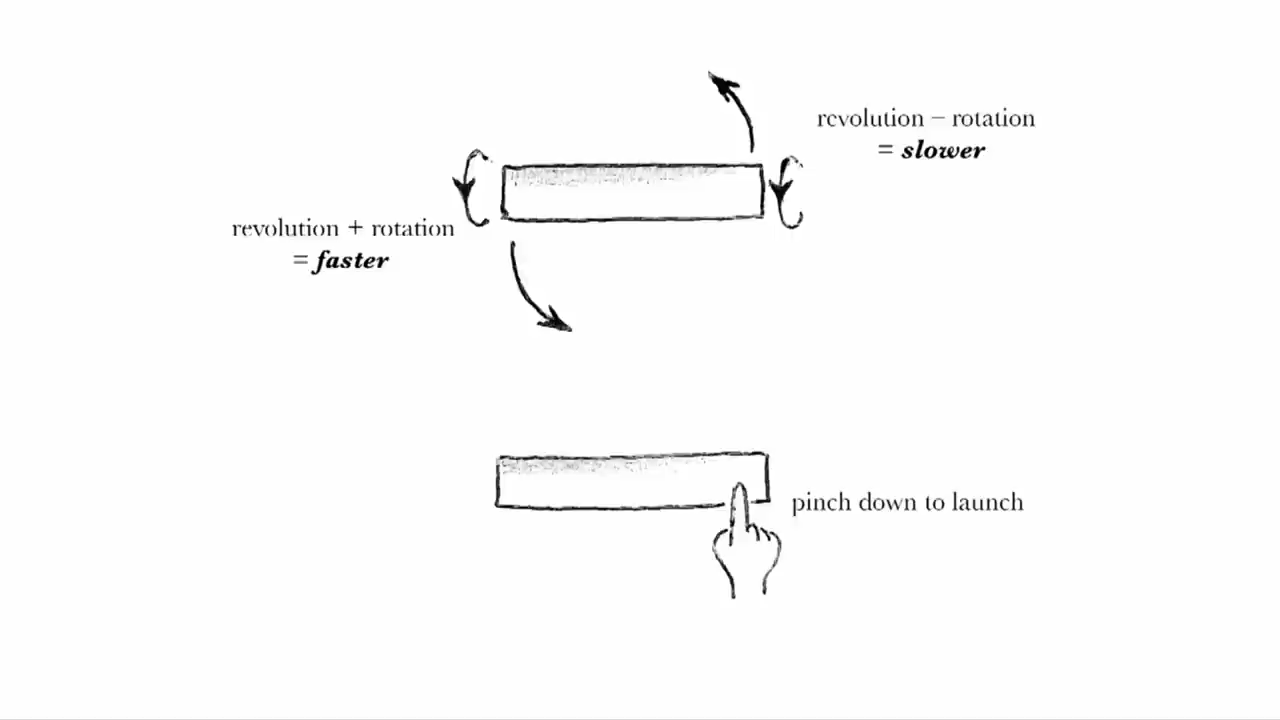 revolution − rotation
= slower
revolution + rotation
= faster
pinch down to launch